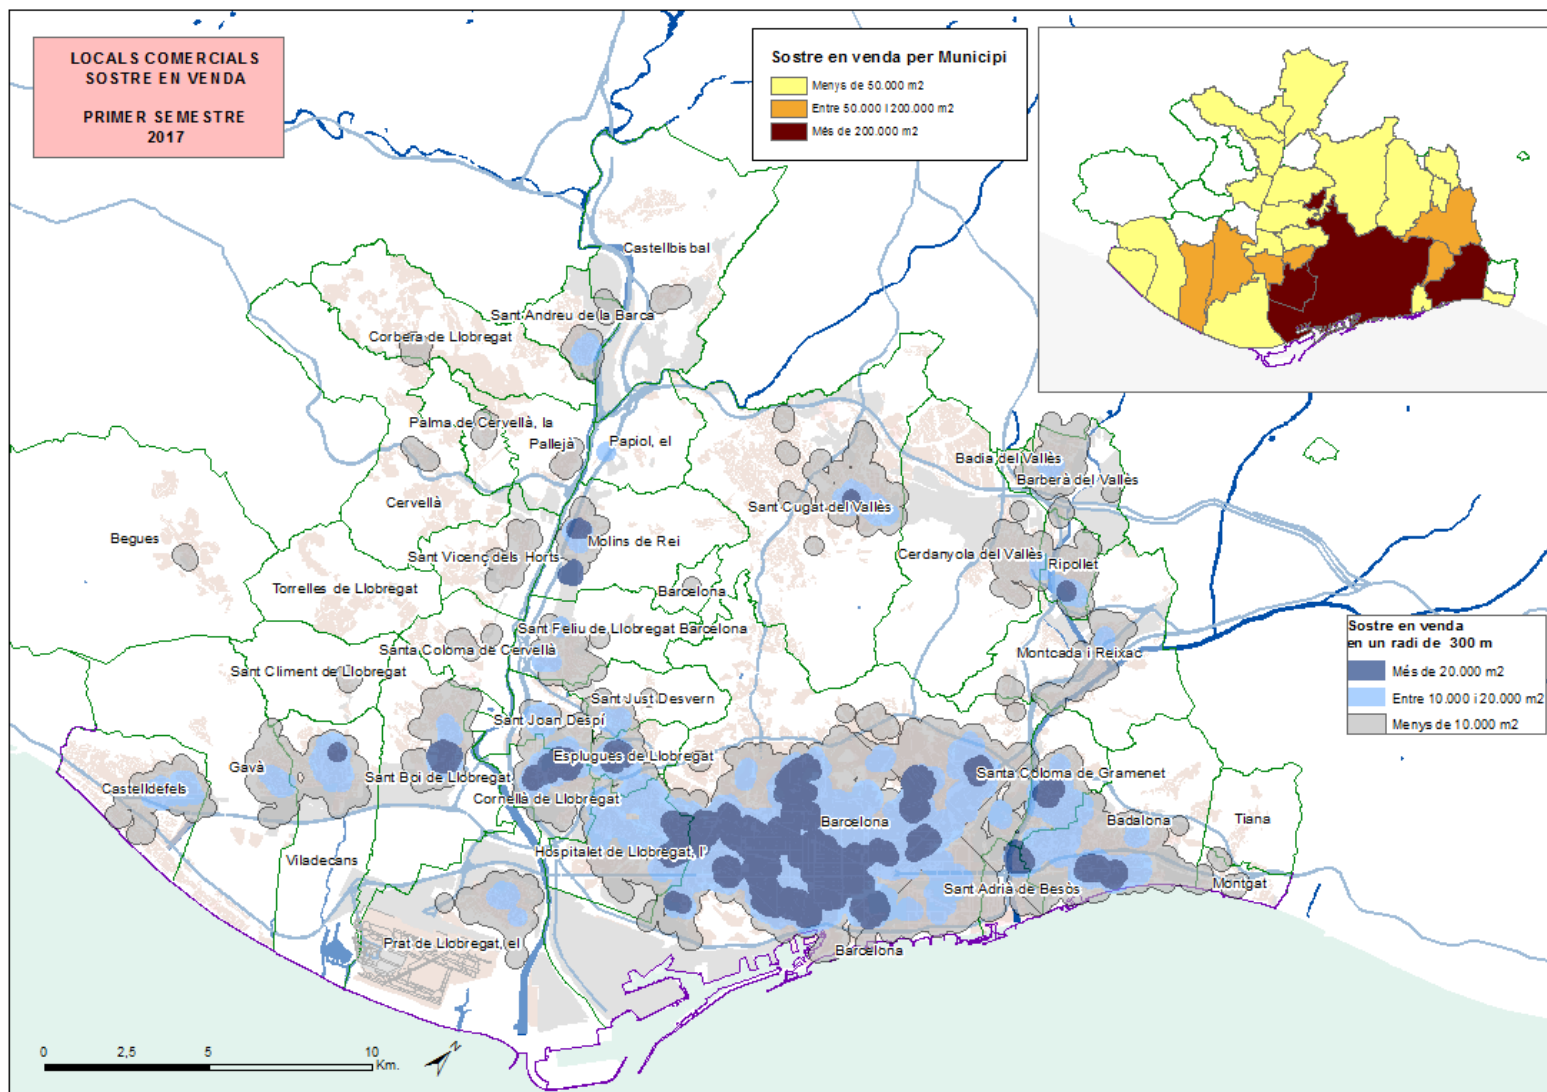 LOCALS COMERCIALS
SOSTRE EN VENDA
PRIMER SEMESTRE
2017
Sostre en venda per Municipi
Menys de 50.000 m2
Entre 50.000 i 200.000 m2
Més de 200.000 m2
Castellbisbal
Sant Andreu de la Barca
Corbera de Llobregat
Palma de Cervellà, la
Pallejà
Papiol, el
Badia del Vallès
Barberà del Vallès
Cervellà
Sant Cugat del Vallès
Begues
Sant Vicenç dels Horts
Molins de Rei
Cerdanyola del Vallès
Ripollet
Torrelles de Llobregat
Barcelona
Sant Feliu de Llobregat Barcelona
Santa Coloma de Cervellà
Montcada i Reixac
Sostre en venda
en un radi de 300 m
Més de 20.000 m2
Entre 10.000 i 20.000 m2
Menys de 10.000 m2
Sant Climent de Llobregat
Sant Just Desvern
Sant Joan Despí
Esplugues de Llobregat
Gavà
Sant Boi de Llobregat
Santa Coloma de Gramenet
Castelldefels
Cornellà de Llobregat
Barcelona
Badalona
Tiana
Viladecans
Hospitalet de Llobregat, l'
Sant Adrià de Besòs
Montgat
Prat de Llobregat, el
Barcelona
0 2,5 5 10
Km.
N